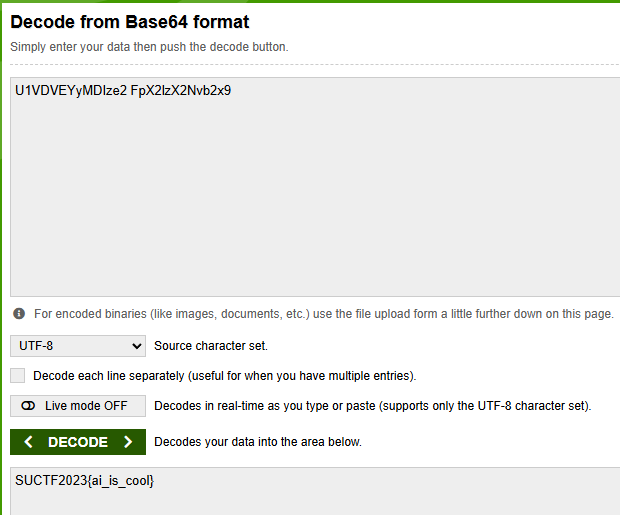 Decode from Base64 format
Simply enter your data then push the decode button.
U1VDVEYyMDIze2 FpX2lzX2Nvb2x9
For encoded binaries (like images, documents, etc.) use the file upload form a little further down on this page.
UTF-8 Source character set.
Decode each line separately (useful for when you have multiple entries).
Live mode OFF Decodes in real-time as you type or paste (supports only the UTF-8 character set).
< DECODE > Decodes your data into the area below.
SUCTF2023{ai_is_cool}